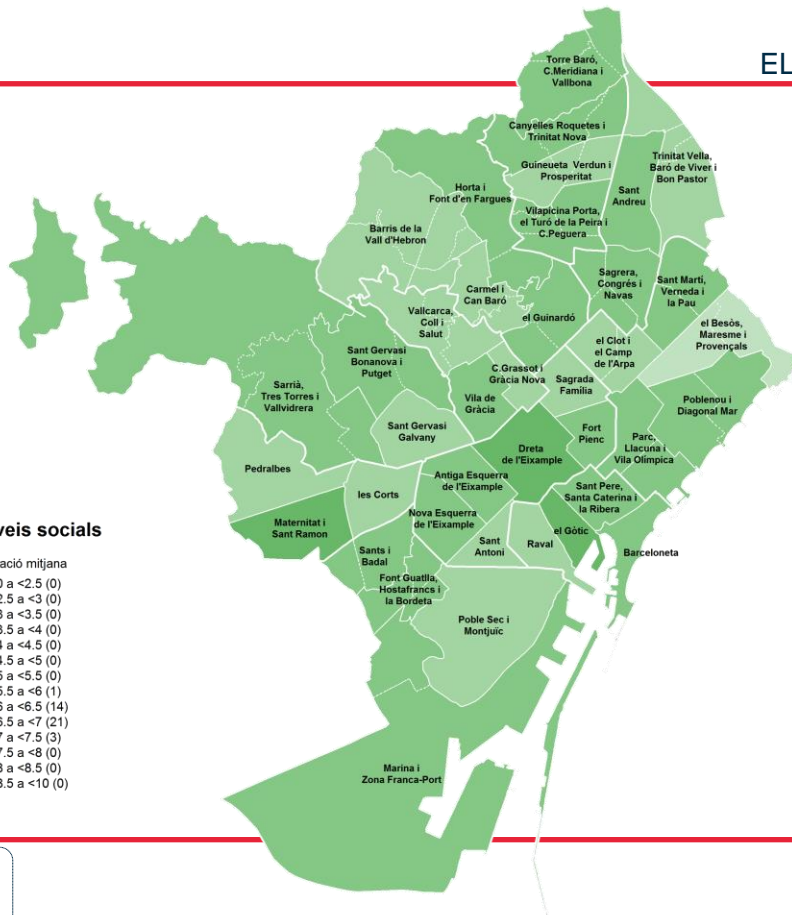 EL
Torre Baró,
C.Meridiana i
Vallbona
Canyelles Roquetes i
Trinitat Nova
Guineueta Verdun i
Prosperitat
Trinitat Vella,
Baró de Viver i
Bon Pastor
Horta i
Font d'en Fargues
Sant
Andreu
Vilapicina Porta,
el Turó de la Peira i
C.Peguera
Barris de la
Vall d'Hebron
Sagrera,
Congrés i
Navas
Sant Martí,
Verneda i
la Pau
Carmel i
Can Baró
Vallcarca,
Coll i
Salut
el Guinardó
el Besòs,
Maresme i
Provençals
el Clot i
el Camp
de l'Arpa
Sant Gervasi
Bonanova i
Putget
C.Grassot i
Gràcia Nova
Sagrada
Família
Sarrià,
Tres Torres i
Vallvidrera
Vila de
Gràcia
Poblenou i
Diagonal Mar
Sant Gervasi
Galvany
Fort
Pienc
Parc,
Llacuna i
Vila Olímpica
Dreta
de l'Eixample
Pedralbes
Antiga Esquerra
de l'Eixample
les Corts
Sant Pere,
Santa Caterina i
la Ribera
Nova Esquerra
de l'Eixample
Maternitat i
Sant Ramon
el Gòtic
Sant
Antoni
Raval
Barceloneta
Sants i
Badal
Font Guatlla,
Hostafrancs i
la Bordeta
Poble Sec i
Montjuïc
Marina i
Zona Franca-Port
veis socials
ació mitjana
0 a <2.5 (0)
2.5 a <3 (0)
3 a <3.5 (0)
3.5 a <4 (0)
4 a <4.5 (0)
4.5 a <5 (0)
5 a <5.5 (0)
5.5 a <6 (1)
6 a <6.5 (14)
6.5 a <7 (21)
7 a <7.5 (3)
7.5 a <8 (0)
8 a <8.5 (0)
8.5 a <10 (0)